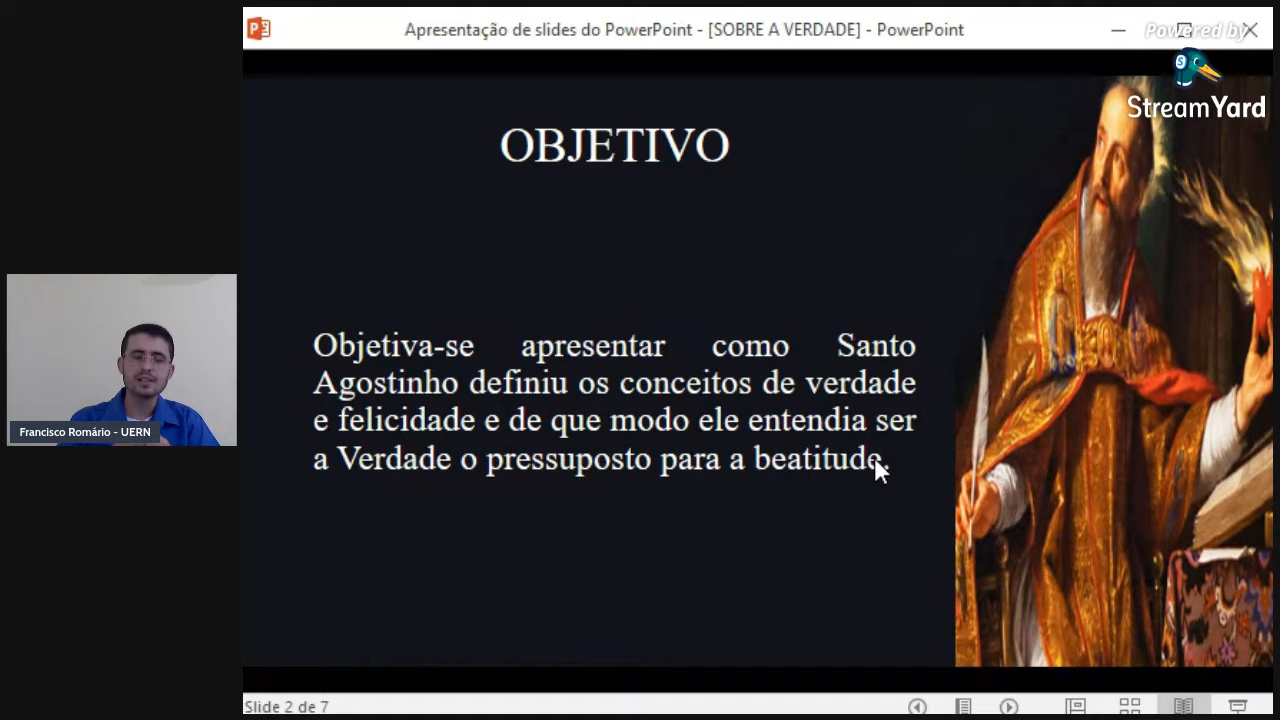 Apresentação de slides do PowerPoint - [SOBRE A VERDADE] - PowerPoint
Powered by
StreamYard
OBJETIVO
Objetiva-se apresentar como Santo
Agostinho definiu os conceitos de verdade
e felicidade e de que modo ele entendia ser
a Verdade o pressuposto para a beatitude.
Francisco Romário - UERN
Slide 2 de 7